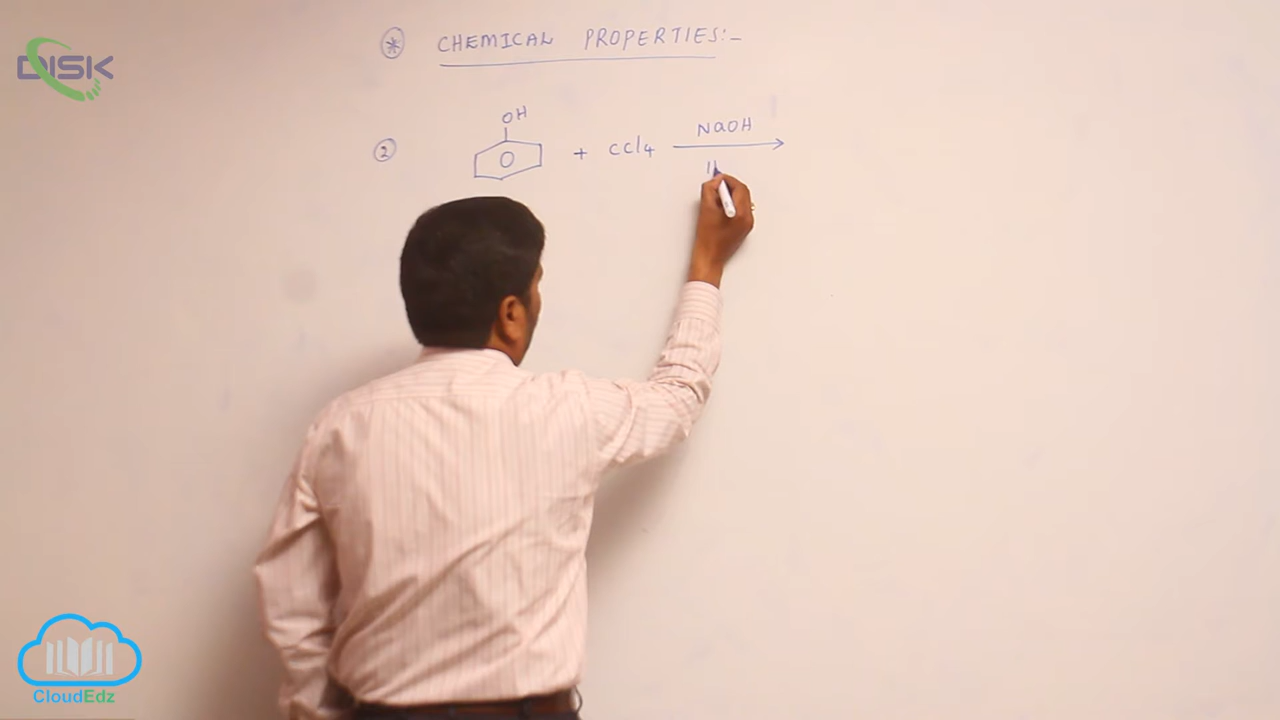 DISK
* CHEMICAL PROPERTIES:-
2 OH + CCl4 NaOH
CloudEdz